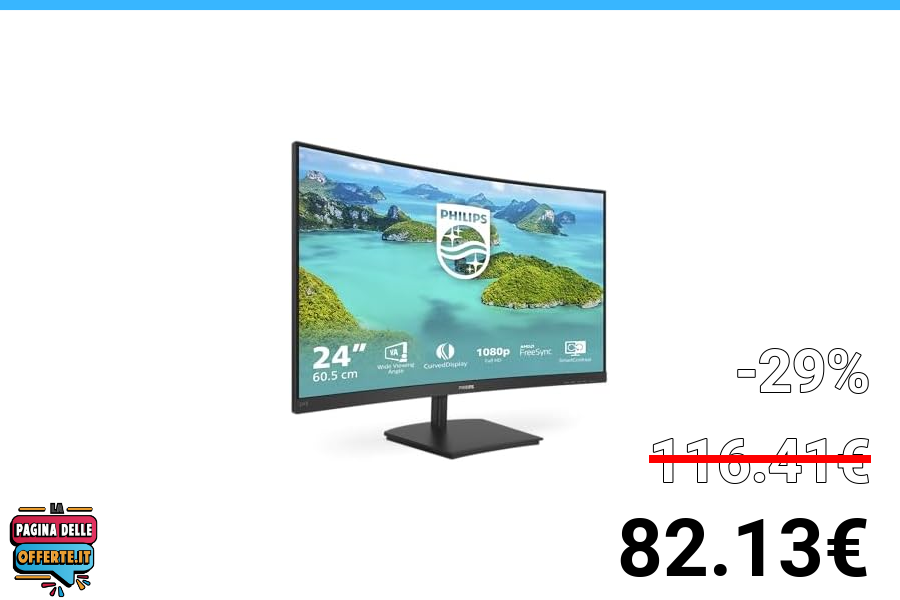 PHILIPS
24”
60.5 cm
VA
Wide Viewing
Angle
CurvedDisplay
1080p
Full HD
AMD
FreeSync
SmartControl
PHILIPS
-29%
116.41€
82.13€
LA
PAGINA DELLE
OFFERTE.IT